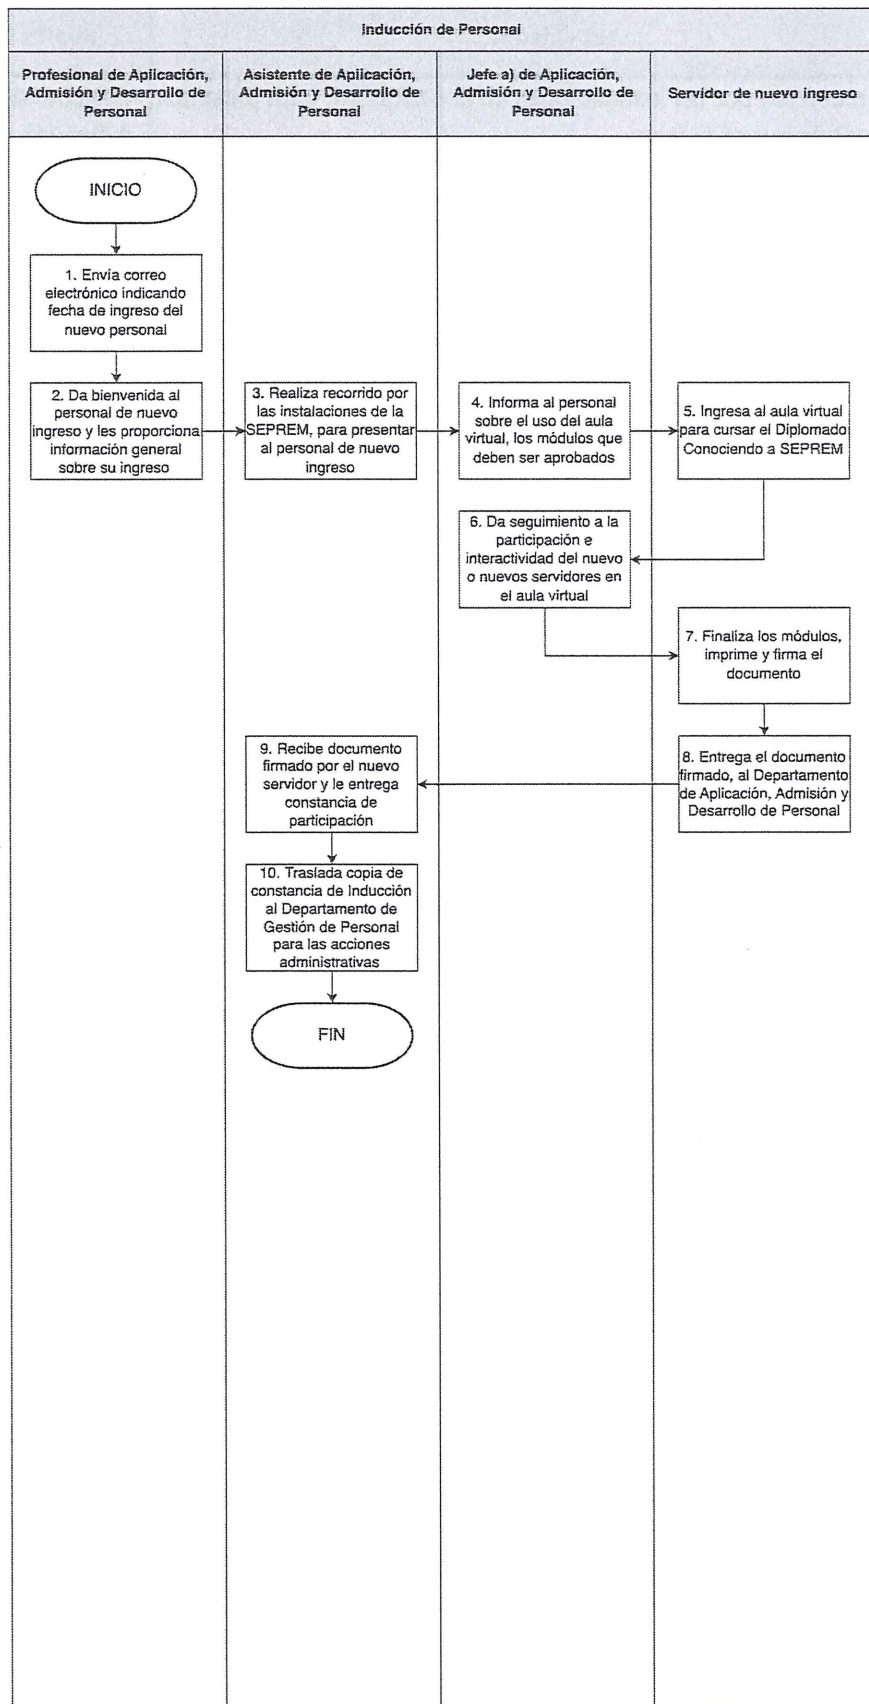 Inducción de Personal
Profesional de Aplicación,
Admisión y Desarrollo de
Personal
Asistente de Aplicación,
Admisión y Desarrollo de
Personal
Jefe a) de Aplicación,
Admisión y Desarrollo de
Personal
Servidor de nuevo ingreso
INICIO
1. Envía correo
electrónico indicando
fecha de ingreso del
nuevo personal
2. Da bienvenida al
personal de nuevo
ingreso y les proporciona
información general
sobre su ingreso
3. Realiza recorrido por
las instalaciones de la
SEPREM, para presentar
al personal de nuevo
ingreso
4. Informa al personal
sobre el uso del aula
virtual, los módulos que
deben ser aprobados
5. Ingresa al aula virtual
para cursar el Diplomado
Conociendo a SEPREM
6. Da seguimiento a la
participación e
interactividad del nuevo
o nuevos servidores en
el aula virtual
7. Finaliza los módulos,
imprime y firma el
documento
8. Entrega el documento
firmado, al Departamento
de Aplicación, Admisión y
Desarrollo de Personal
9. Recibe documento
firmado por el nuevo
servidor y le entrega
constancia de
participación
10. Traslada copia de
constancia de Inducción
al Departamento de
Gestión de Personal
para las acciones
administrativas
FIN